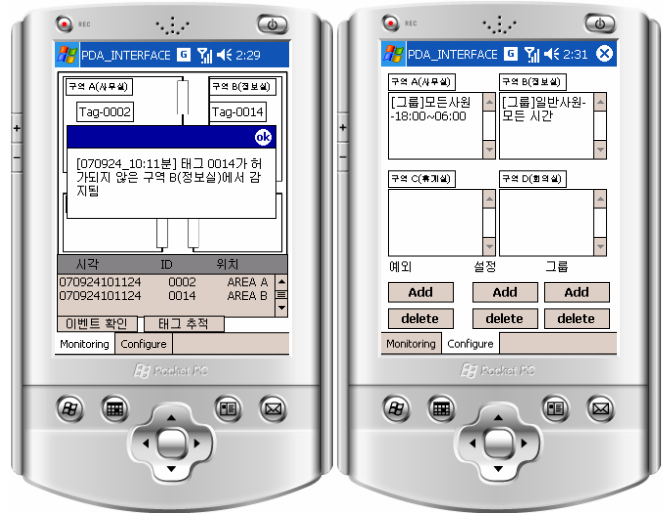 REC
PDA_INTERFACE G 2:29
구역 A(사무실) 구역 B(정보실)
Tag-0002 Tag-0014
ok
[070924_10:11분] 태그 0014가 허
가되지 않은 구역 B(정보실)에서 감
지됨
시각 ID 위치
070924101124 0002 AREA A
070924101124 0014 AREA B
이벤트 확인 태그 추적
Monitoring Configure
Pocket PC
REC
PDA_INTERFACE G 2:31
구역 A(사무실) 구역 B(정보실)
[그룹]모든사원
-18:00~06:00
[그룹]일반사원-
모든 시간
구역 C(휴게실) 구역 D(회의실)
예외 설정 그룹
Add Add Add
delete delete delete
Monitoring Configure
Pocket PC